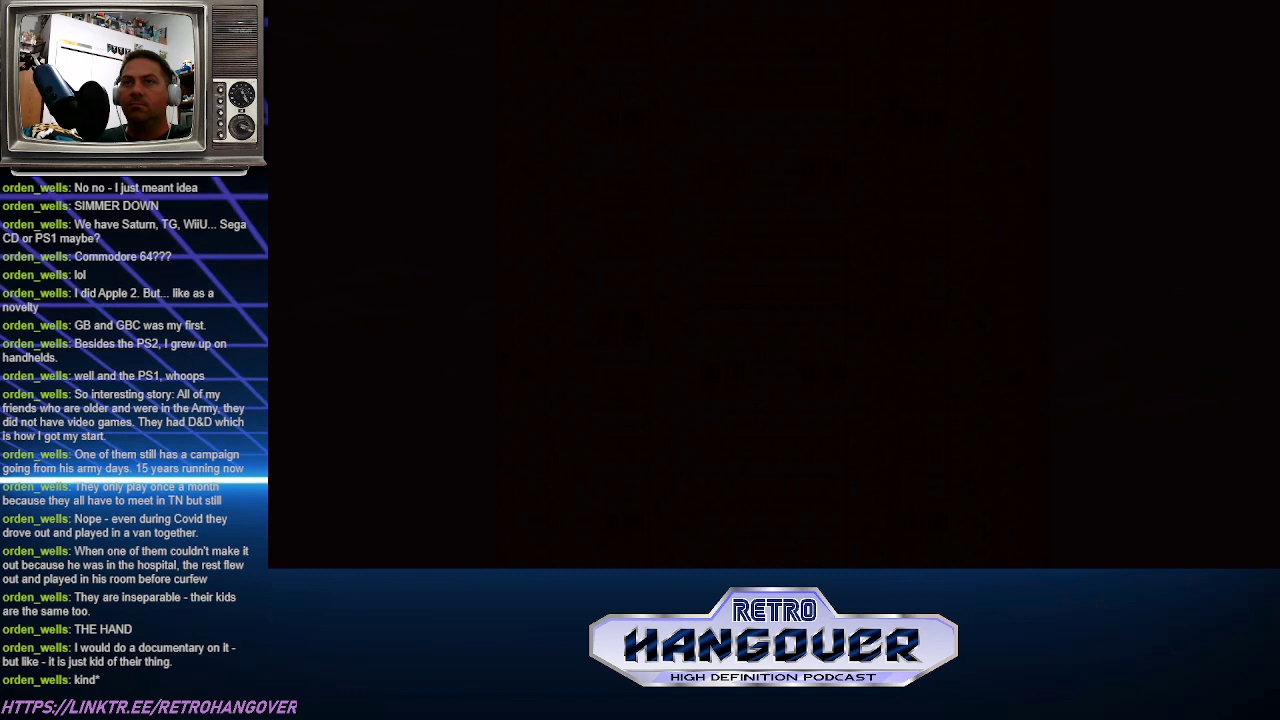 orden_wells: No no - I just meant idea
orden_wells: SIMMER DOWN
orden_wells: We have Saturn, TG, WiiU... Sega
CD or PS1 maybe?
orden_wells: Commodore 64???
orden_wells: lol
orden_wells: I did Apple 2. But... like as a
novelty
orden_wells: GB and GBC was my first.
orden_wells: Besides the PS2, I grew up on
handhelds.
orden_wells: well and the PS1, whoops
orden_wells: So interesting story: All of my
friends who are older and were in the Army, they
did not have video games. They had D&D which
is how I got my start.
orden_wells: One of them still has a campaign
going from his army days. 15 years running now
orden_wells: They only play once a month
because they all have to meet in TN but still
orden_wells: Nope - even during Covid they
drove out and played in a van together.
orden_wells: When one of them couldn't make it
out because he was in the hospital, the rest flew
out and played in his room before curfew
orden_wells: They are inseparable - their kids
are the same too.
orden_wells: THE HAND
orden_wells: I would do a documentary on it -
but like - it is just kid of their thing.
orden_wells: kind*
HTTPS://LINKTR.EE/RETROHANGOVER
RETRO
HANGOVER
HIGH DEFINITION PODCAST